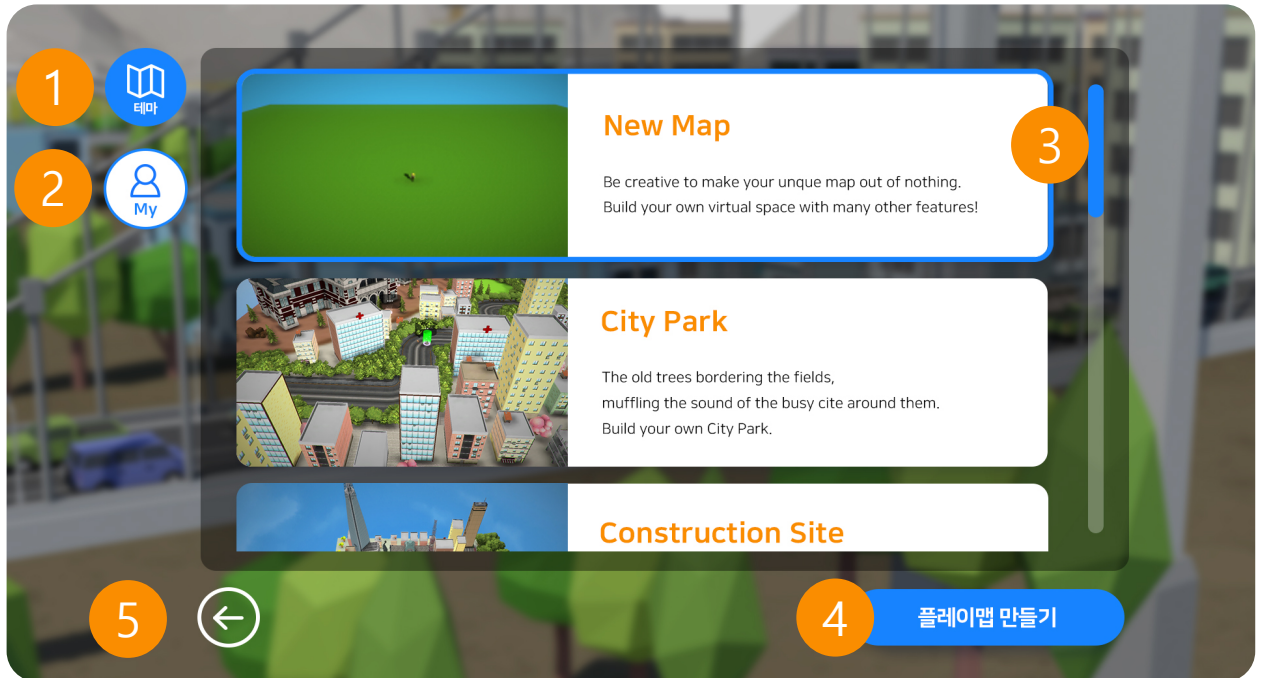 1
테마
2
My
New Map
Be creative to make your unque map out of nothing.
Build your own virtual space with many other features!
3
City Park
The old trees bordering the fields,
muffling the sound of the busy cite around them.
Build your own City Park.
Construction Site
5
4
플레이맵 만들기